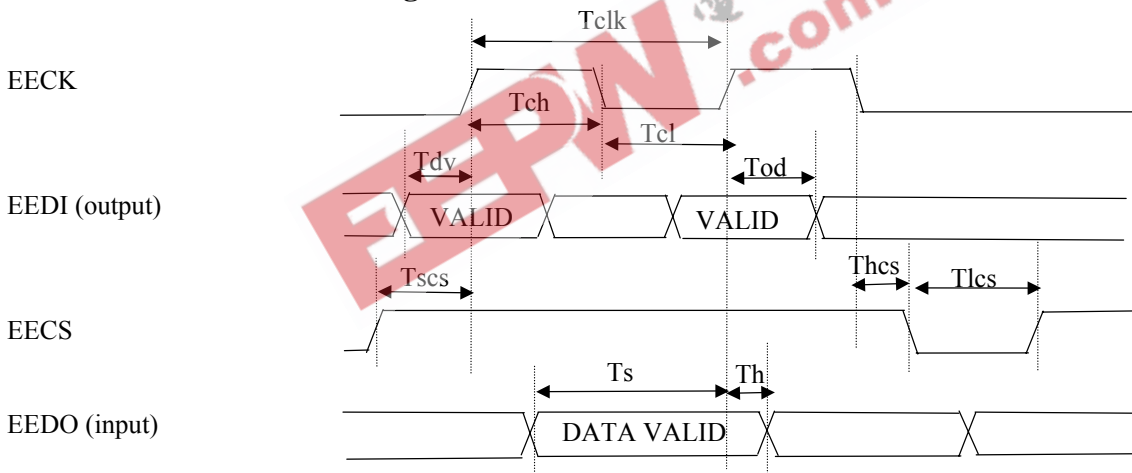 Tclk
EECK
Tch
Tcl
Tdv
Tod
EEDI (output)
VALID
VALID
Tscs
Thcs
Tlcs
EECS
Ts
Th
EEDO (input)
DATA VALID
EEPW
.com